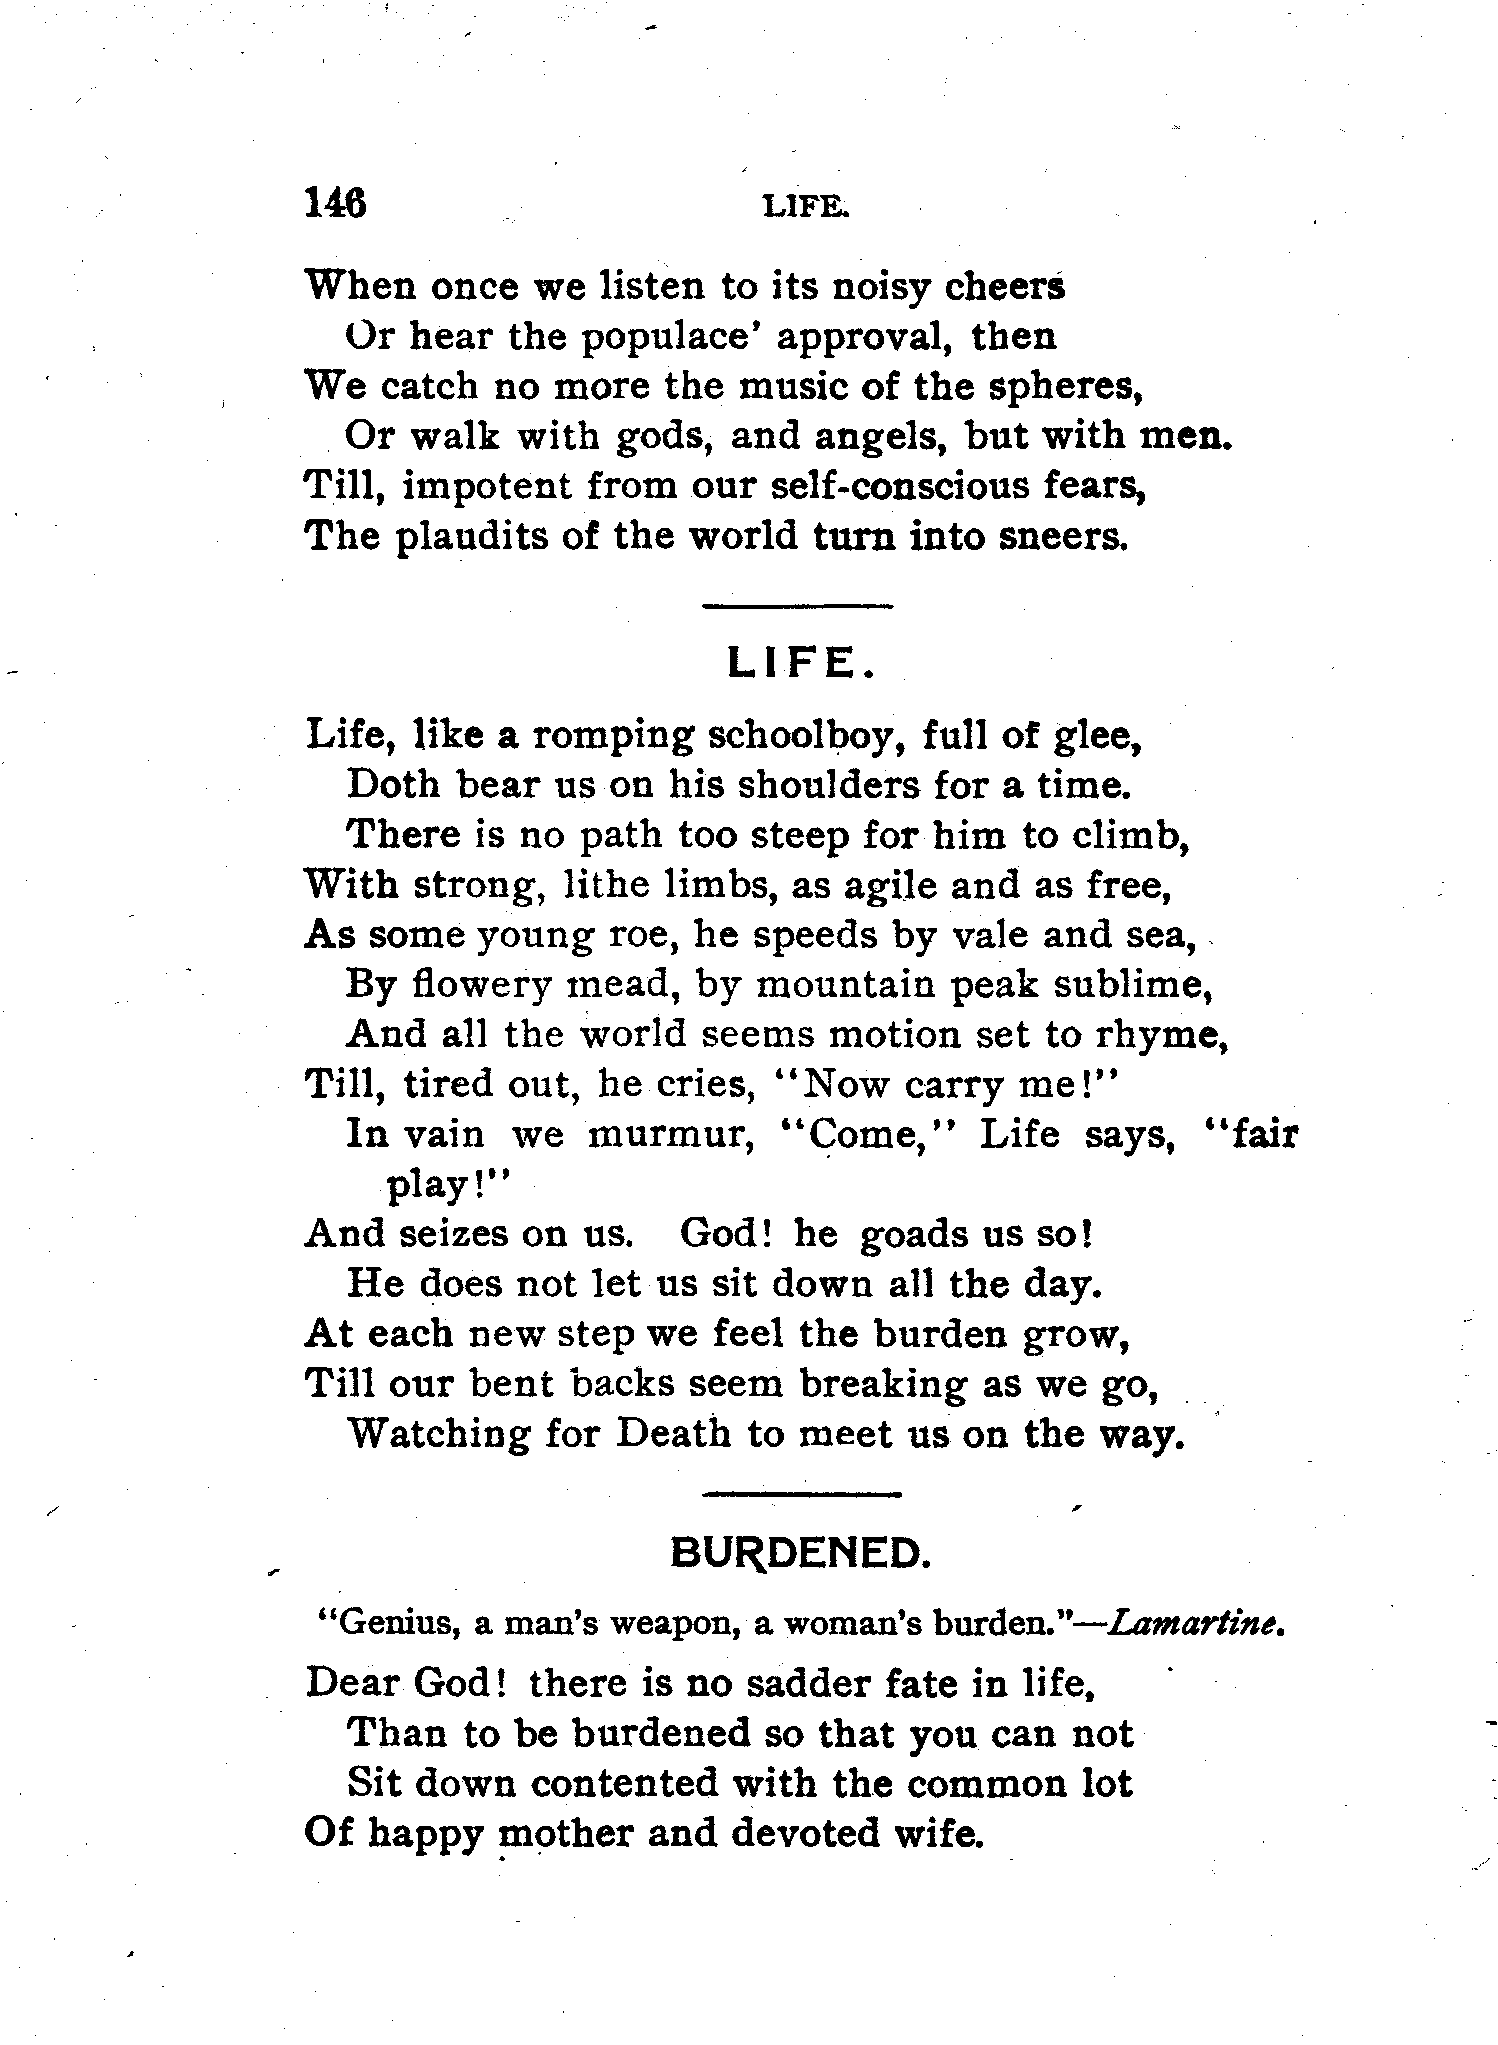 146 LIFE.
When once we listen to its noisy cheers
Or hear the populace' approval, then
We catch no more the music of the spheres,
Or walk with gods, and angels, but with men.
Till, impotent from our self-conscious fears,
The plaudits of the world turn into sneers.
LIFE.
Life, like a romping schoolboy, full of glee,
Doth bear us on his shoulders for a time.
There is no path too steep for him to climb,
With strong, lithe limbs, as agile and as free,
As some young roe, he speeds by vale and sea,
By flowery mead, by mountain peak sublime,
And all the world seems motion set to rhyme,
Till, tired out, he cries, "Now carry me!"
In vain we murmur, "Come," Life says, "fair
play!"
And seizes on us. God! he goads us so!
He does not let us sit down all the day.
At each new step we feel the burden grow,
Till our bent backs seem breaking as we go,
Watching for Death to meet us on the way.
BURDENED.
"Genius, a man's weapon, a woman's burden."—Lamartine.
Dear God! there is no sadder fate in life,
Than to be burdened so that you can not
Sit down contented with the common lot
Of happy mother and devoted wife.